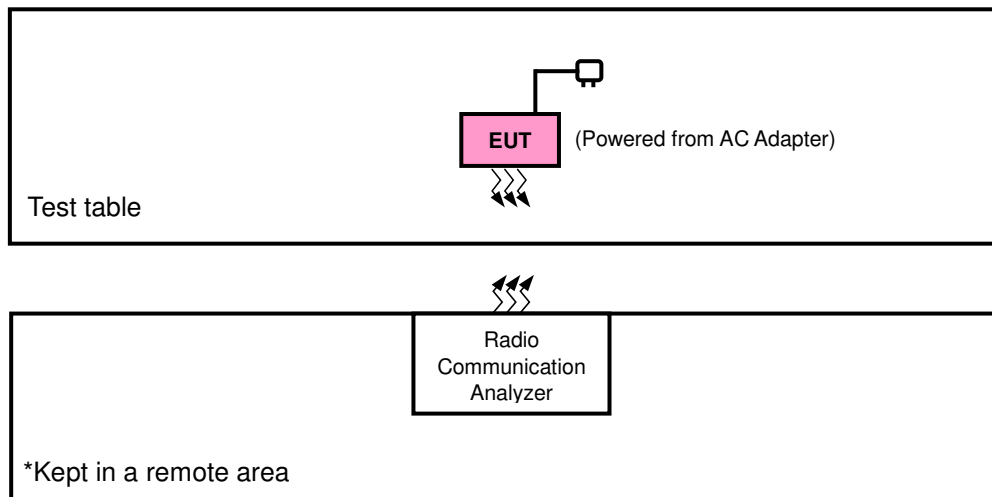 EUT
(Powered from AC Adapter)
Test table
Radio
Communication
Analyzer
*Kept in a remote area